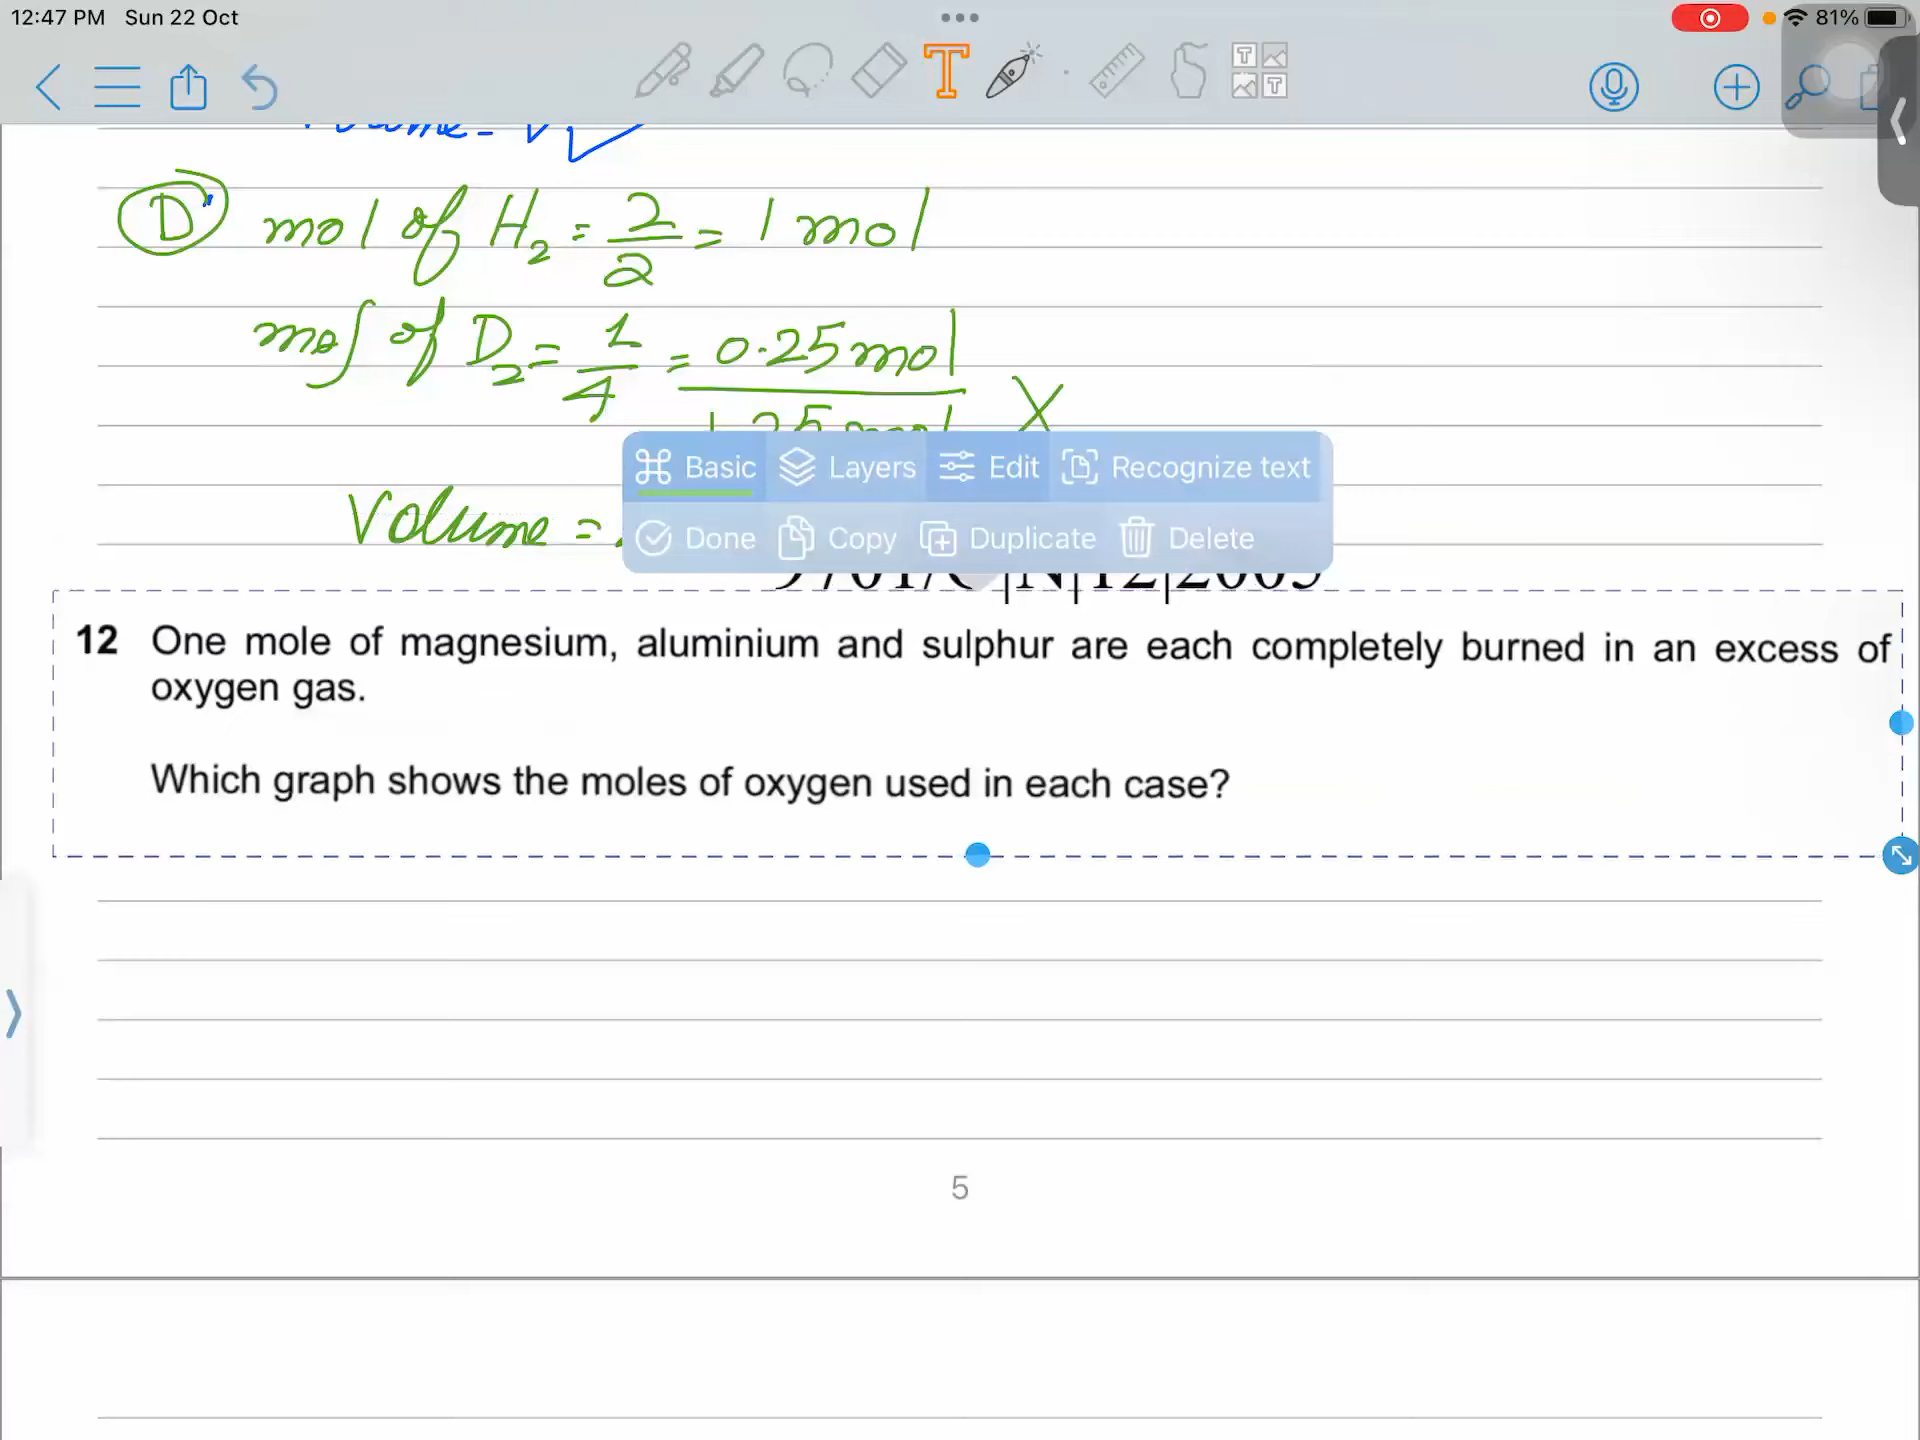 12:47 PM Sun 22 Oct
81%
D mol of H2 = 2/2 = 1 mol
mol of D2 = 1/4 = 0.25 mol
1.25 mol X
Basic Layers Edit Recognize text
Volume =
Done Copy Duplicate Delete
12 One mole of magnesium, aluminium and sulphur are each completely burned in an excess of
oxygen gas.
Which graph shows the moles of oxygen used in each case?
5